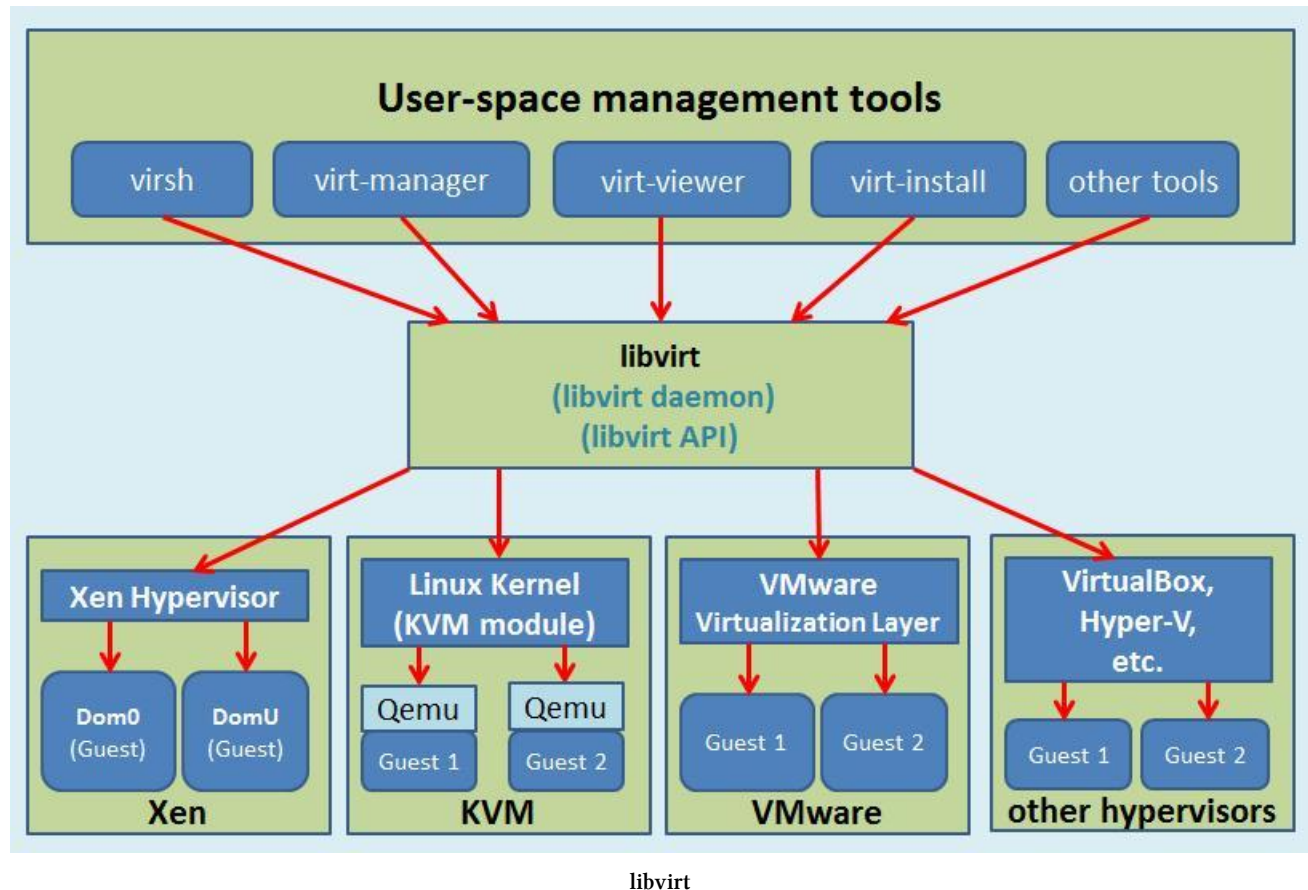 User-space management tools
virsh
virt-manager
virt-viewer
virt-install
other tools
libvirt
(libvirt daemon)
(libvirt API)
Xen Hypervisor
Dom0
(Guest)
DomU
(Guest)
Xen
Linux Kernel
(KVM module)
Qemu
Guest 1
Qemu
Guest 2
KVM
VMware
Virtualization Layer
Guest 1
Guest 2
VMware
VirtualBox,
Hyper-V,
etc.
Guest 1
Guest 2
other hypervisors
libvirt